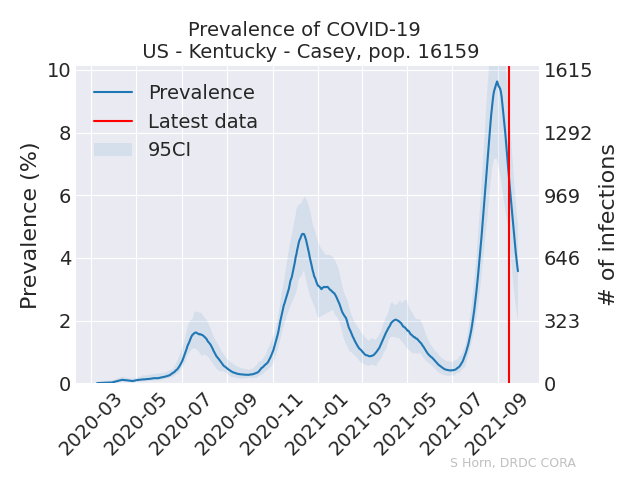 Prevalence of COVID-19
US - Kentucky - Casey, pop. 16159
Prevalence
Latest data
95CI
Prevalence (%)
10
8
6
4
2
0
1615
1292
969
646
323
0
# of infections
2020-03
2020-05
2020-07
2020-09
2020-11
2021-01
2021-03
2021-05
2021-07
2021-09
S Horn, DRDC CORA